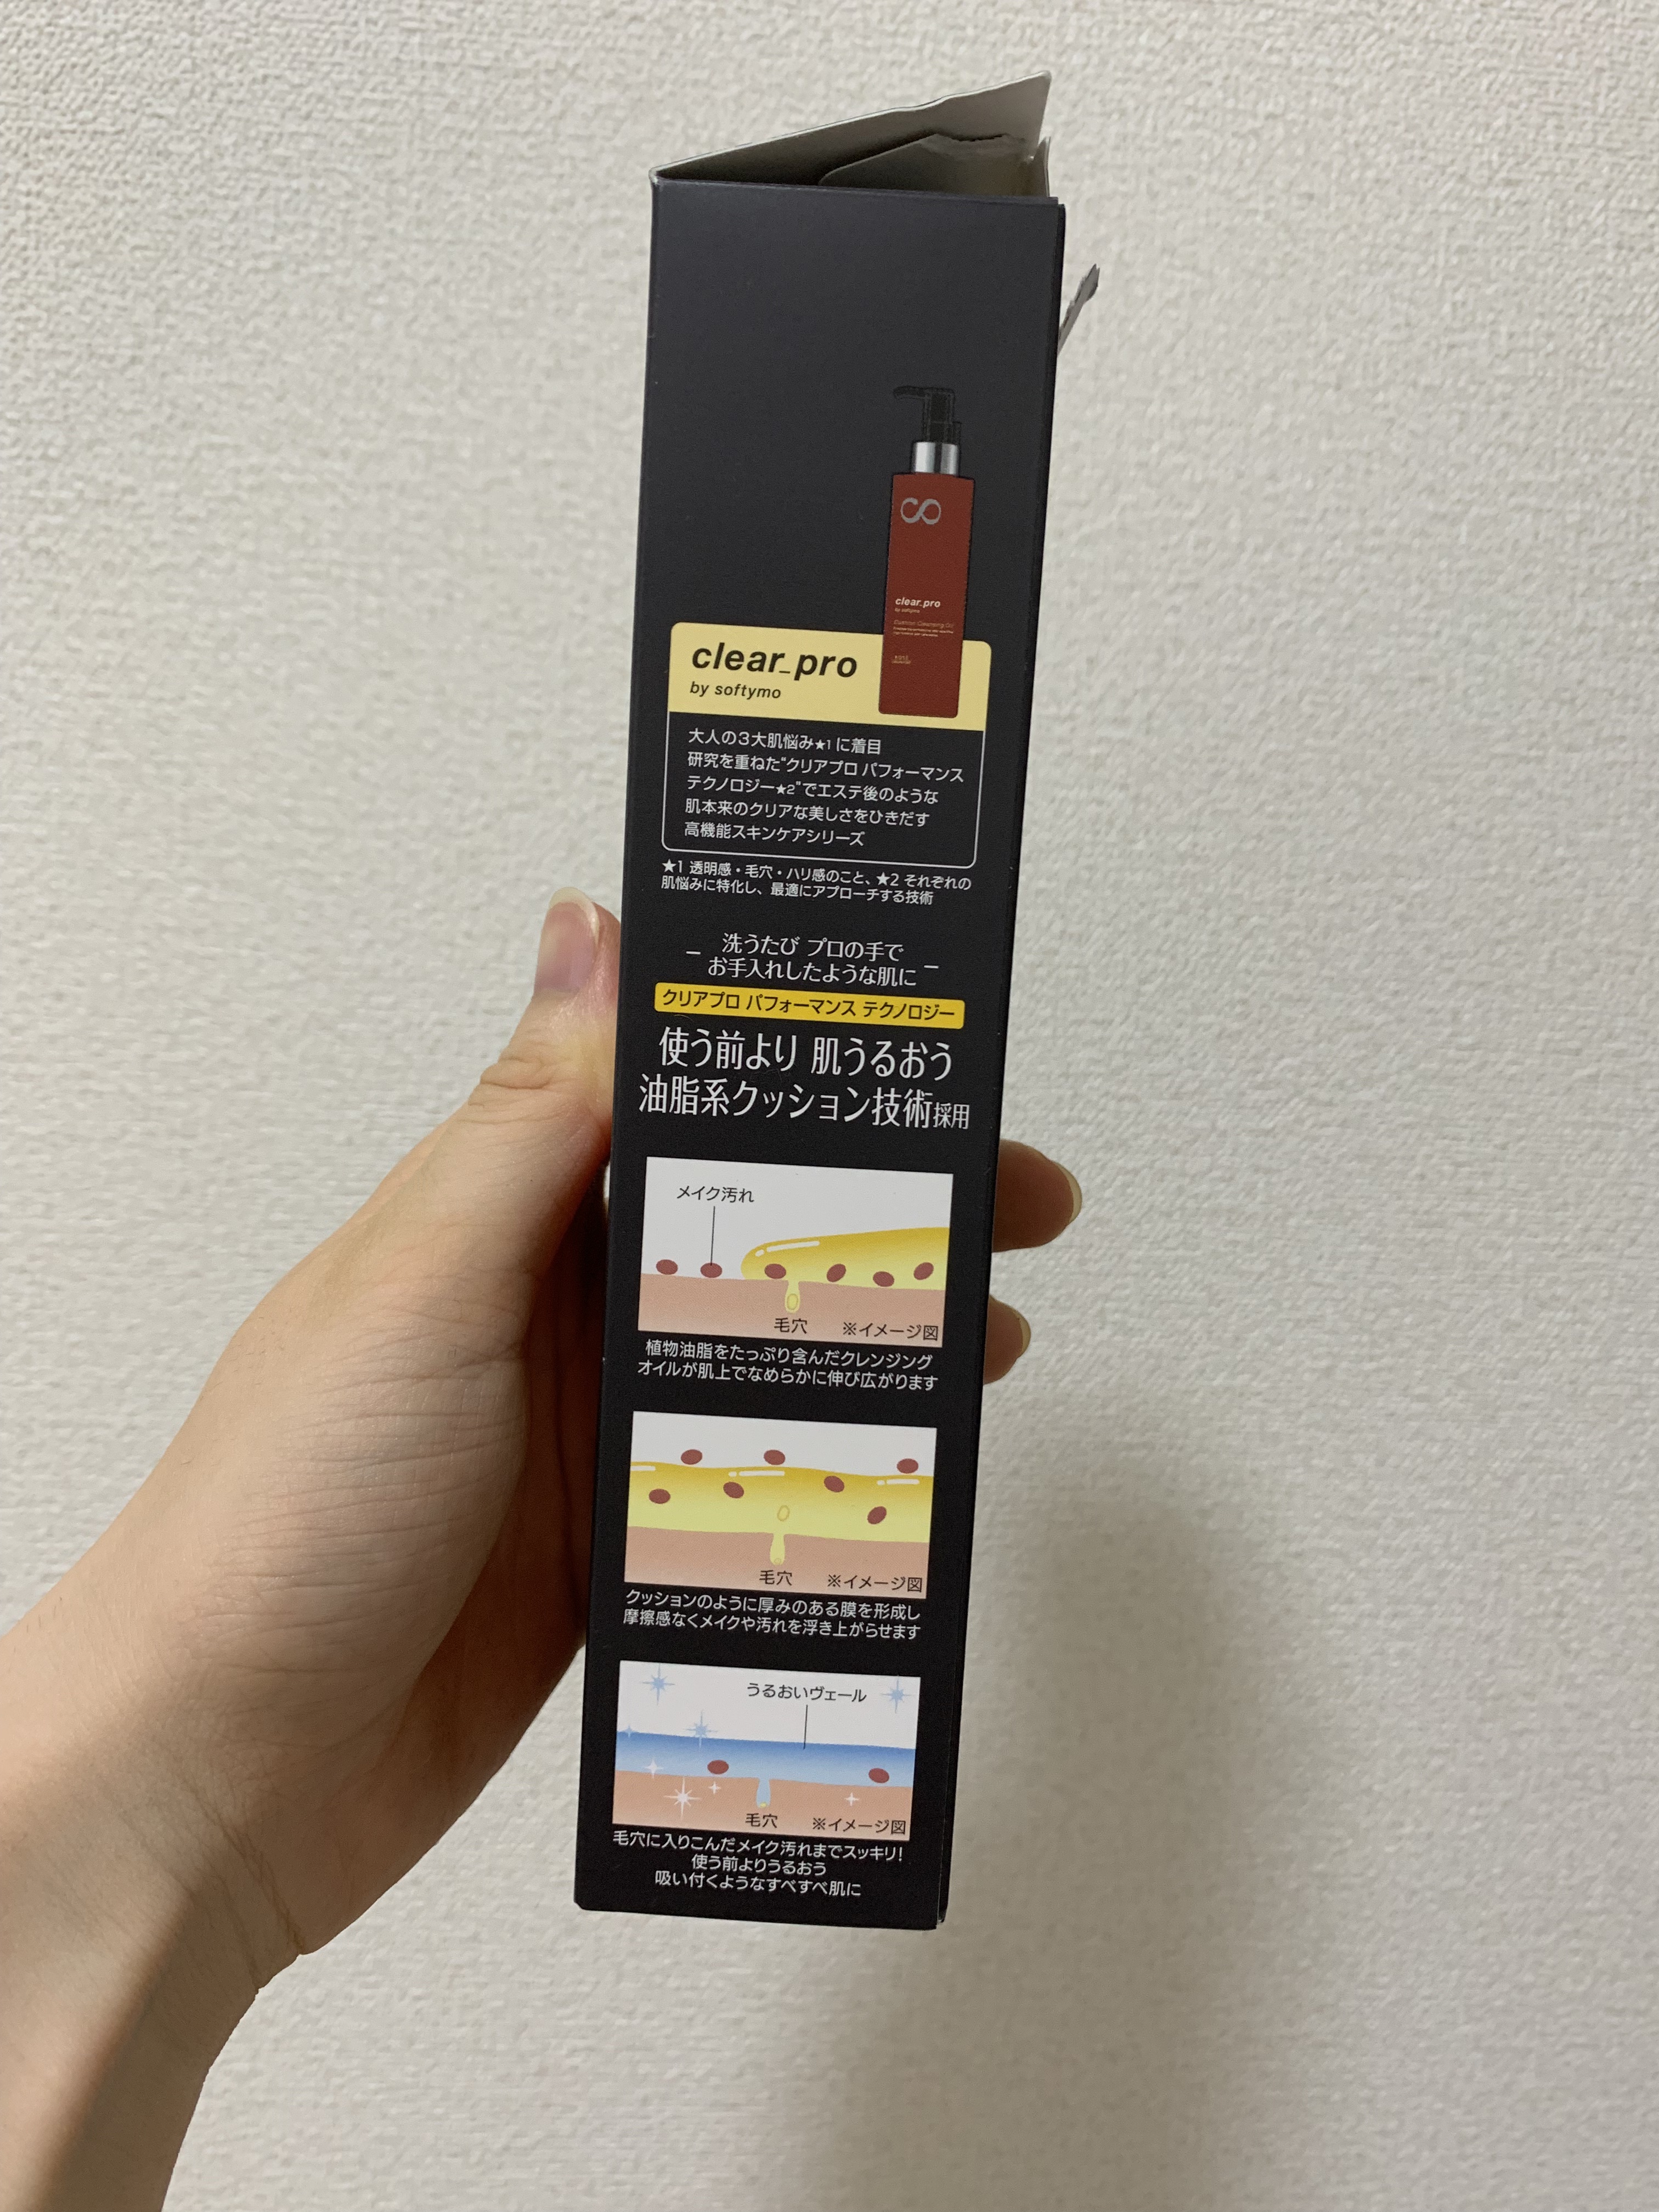 clear_pro
by softymo
clear_pro
by softymo
大人の3大肌悩み★1に着目
研究を重ねた"クリアプロ パフォーマンス
テクノロジー★2"でエステ後のような
肌本来のクリアな美しさをひきだす
高機能スキンケアシリーズ
★1 透明感・毛穴・ハリ感のこと、★2 それぞれの
肌悩みに特化し、最適にアプローチする技術
洗うたび プロの手で
お手入れしたような肌に
クリアプロ パフォーマンス テクノロジー
使う前より 肌うるおう
油脂系クッション技術採用
メイク汚れ
毛穴 ※イメージ図
植物油脂をたっぷり含んだクレンジング
オイルが肌上でなめらかに伸び広がります
毛穴 ※イメージ図
クッションのように厚みのある膜を形成し
摩擦感なくメイクや汚れを浮き上がらせます
うるおいヴェール
毛穴 ※イメージ図
毛穴に入りこんだメイク汚れまでスッキリ!
使う前よりうるおう
吸い付くようなすべすべ肌に